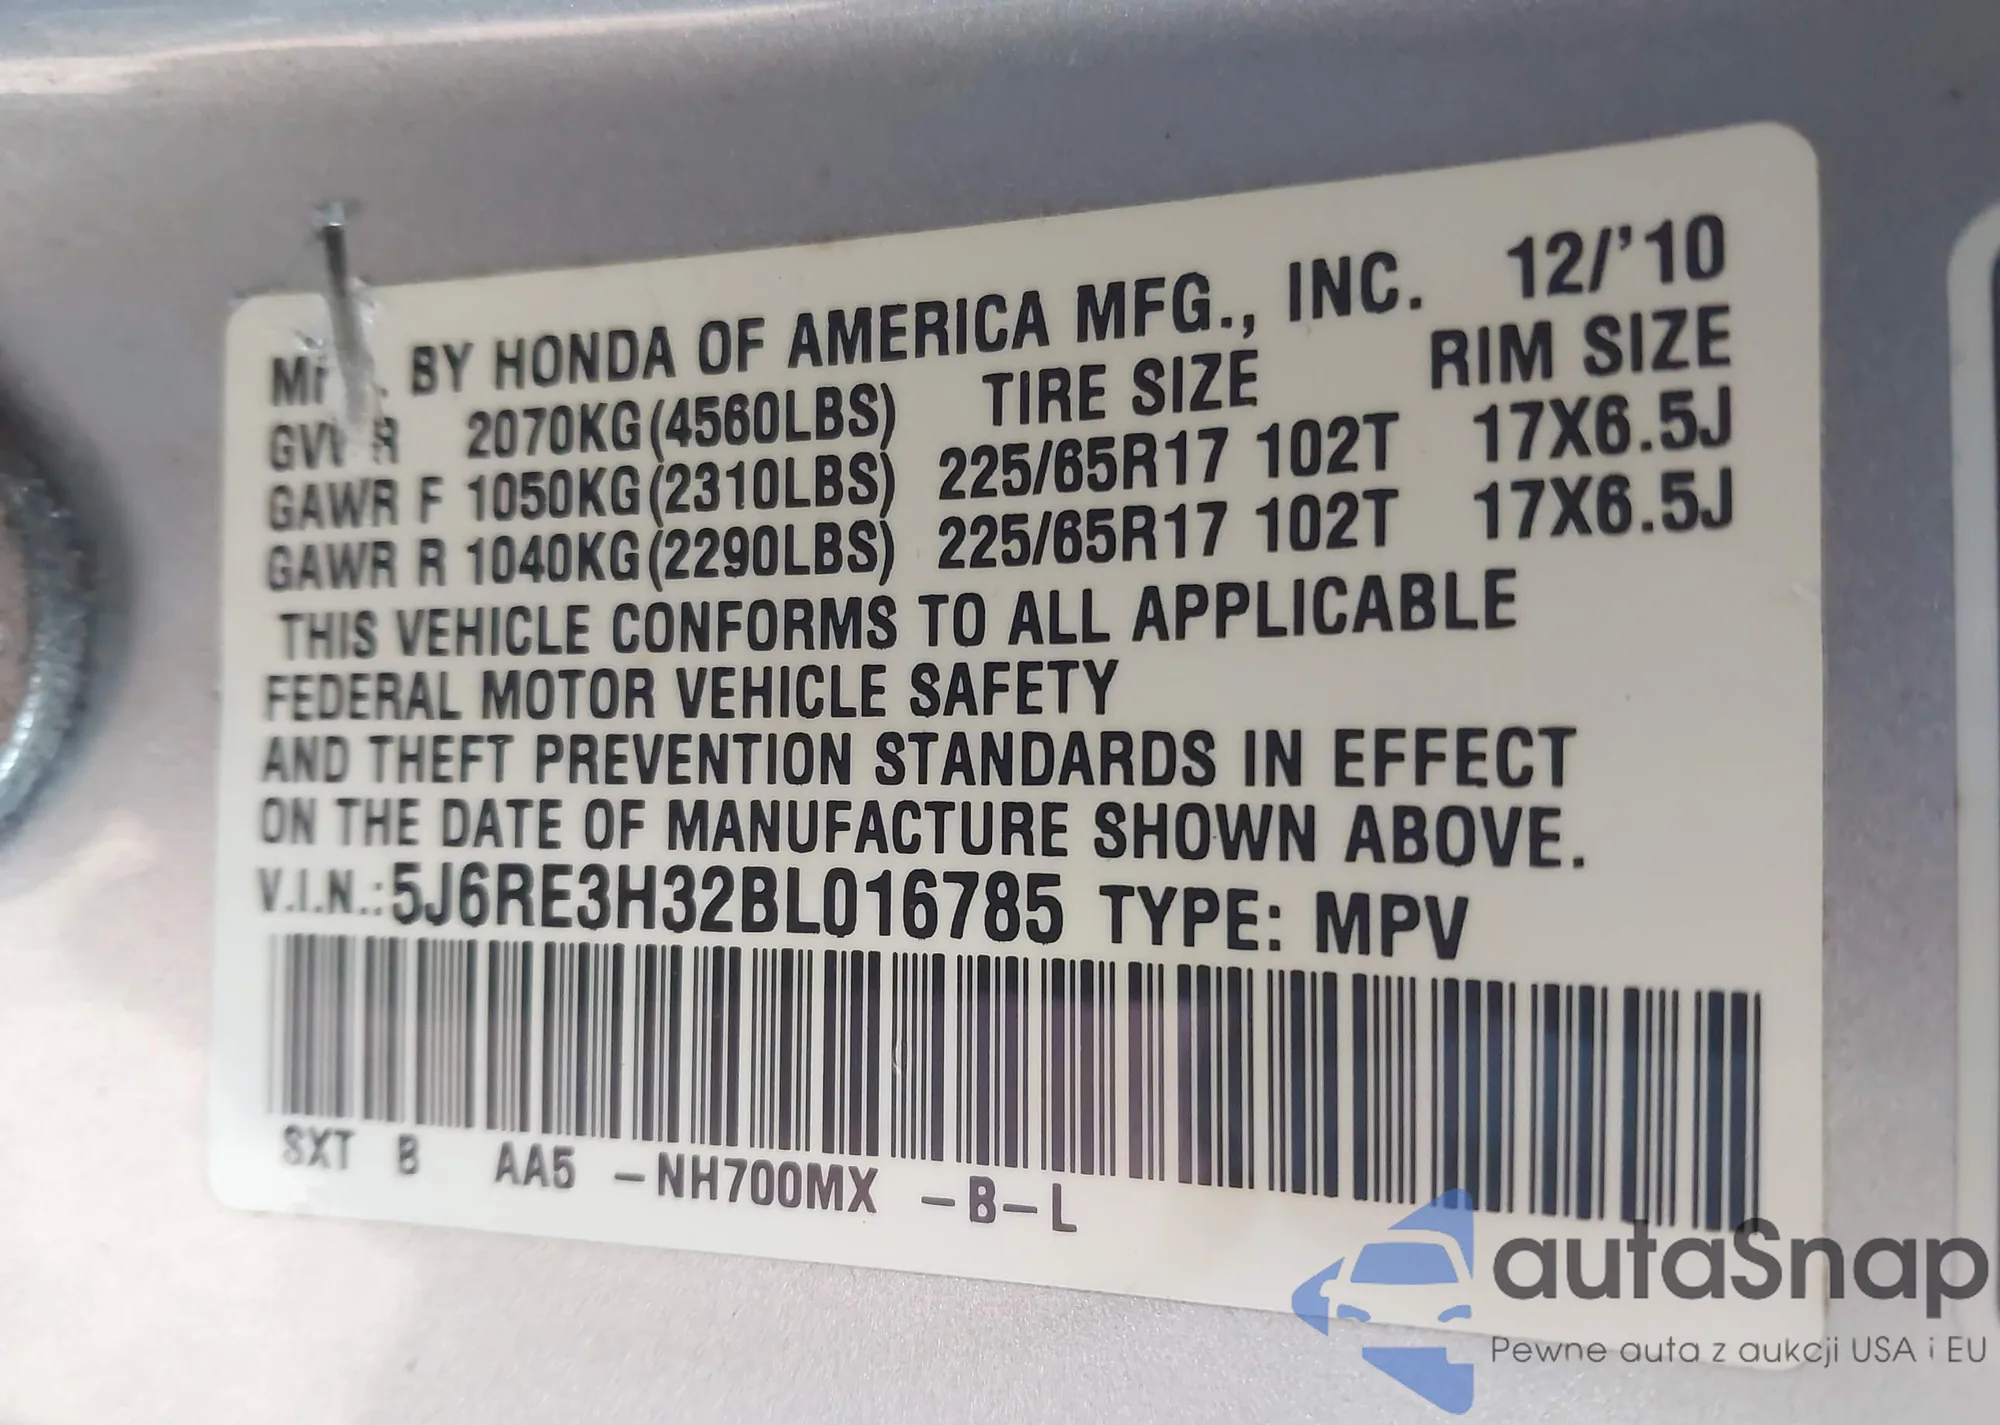 MF . BY HONDA OF AMERICA MFG., INC. 12/'10
GVWR 2070KG(4560LBS) TIRE SIZE RIM SIZE
GAWR F 1050KG(2310LBS) 225/65R17 102T 17X6.5J
GAWR R 1040KG(2290LBS) 225/65R17 102T 17X6.5J
THIS VEHICLE CONFORMS TO ALL APPLICABLE
FEDERAL MOTOR VEHICLE SAFETY
AND THEFT PREVENTION STANDARDS IN EFFECT
ON THE DATE OF MANUFACTURE SHOWN ABOVE.
V.I.N.:5J6RE3H32BL016785 TYPE: MPV
SXT B AA5 -NH700MX -B-L
autaSnap
Pewne auta z aukcji USA i EU